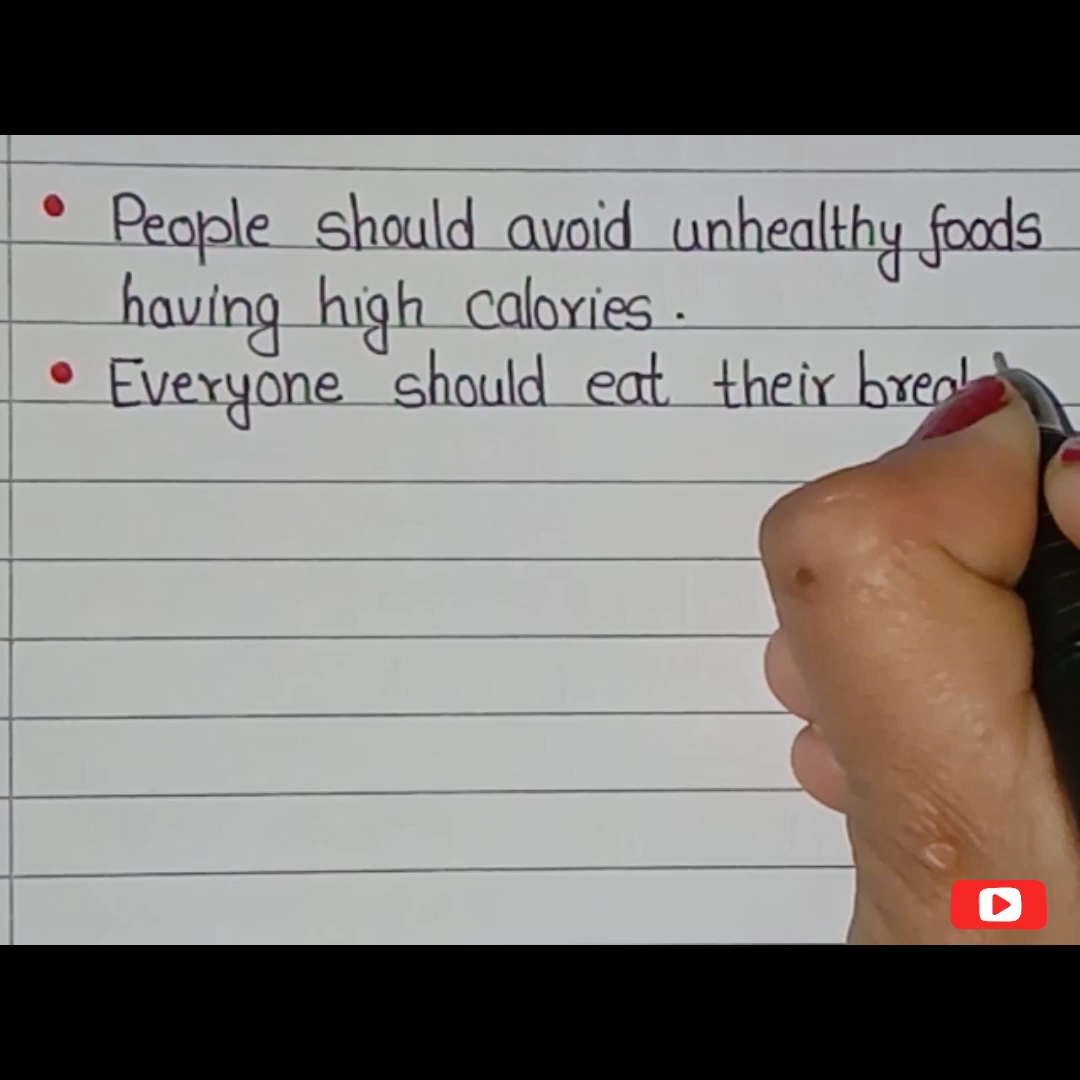 People should avoid unhealthy foods
having high calories.
Everyone should eat their